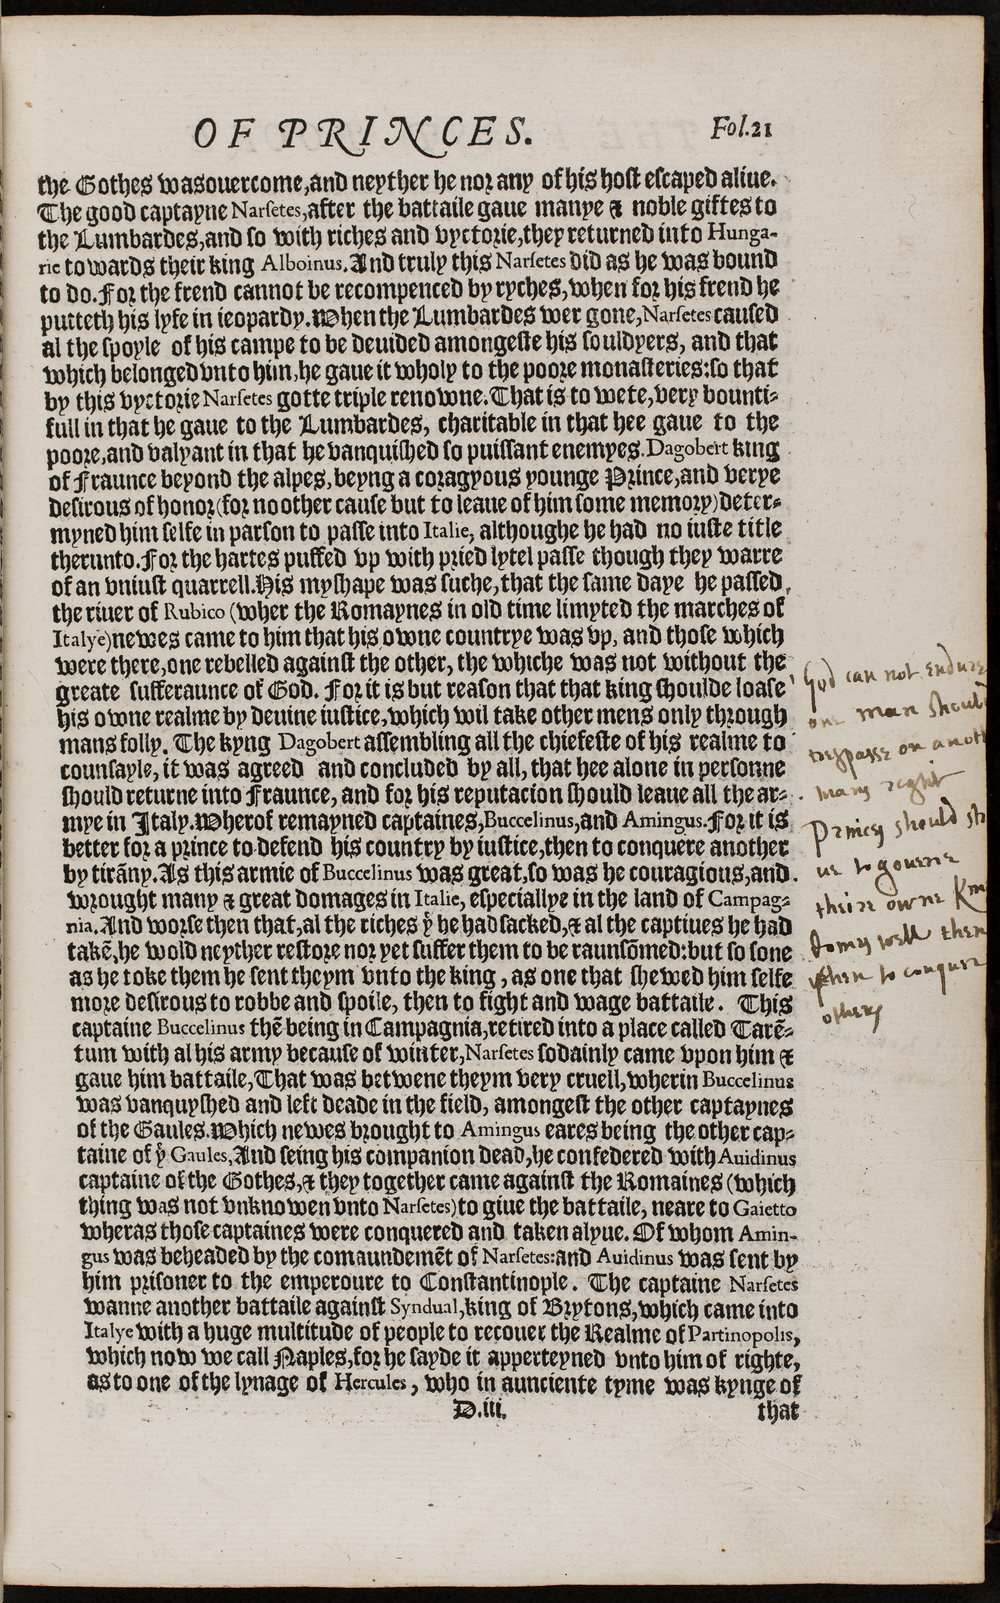 OF PRINCES. Fol.21
the Gothes wasouercome,and neyther he nor any of his host escaped aliue.
The good captayne Narsetes,after the battaile gaue manye & noble giftes to
the Lumbardes,and so with riches and vyctorie,they returned into Hunga-
rie towards their king Alboinus.And truly this Narsetes did as he was bound
to do.For the frend cannot be recompenced by ryches,when for his frend he
putteth his lyfe in ieopardy.When the Lumbardes wer gone,Narsetes caused
al the spoyle of his campe to be deuided amongeste his souldyers, and that
which belonged vnto him,he gaue it wholy to the poore monasteries:so that
by this vyctorie Narsetes gotte triple renowne.That is to wete,very bounti-
full in that he gaue to the Lumbardes, charitable in that hee gaue to the
poore,and valyant in that he vanquished so puissant enemyes.Dagobert king
of Fraunce beyond the alpes,beyng a coragyous younge Prince,and verye
desirous of honor(for no other cause but to leaue of him some memory)deter-
myned him selfe in parson to passe into Italie, althoughe he had no iuste title
therunto.For the hartes puffed vp with pried lytel passe though they warre
of an vniust quarrell.His myshape was suche,that the same daye he passed,
the riuer of Rubico (wher the Romaynes in old time limyted the marches of
Italye)newes came to him that his owne countrye was vp, and those which
were there,one rebelled against the other, the whiche was not without the
greate sufferaunce of God. For it is but reason that that king shoulde loase
his owne realme by deuine iustice,which wil take other mens only through
mans folly. The kyng Dagobert assembling all the chiefeste of his realme to
counsayle,it was agreed and concluded by all, that hee alone in personne
should returne into Fraunce, and for his reputacion should leaue all the ar-
mye in Italy.Wherof remayned captaines,Buccelinus,and Amingus.For it is
better for a prince to defend his country by iustice,then to conquere another
by tirãny.As this armie of Buccelinus was great,so was he couragious,and.
wrought many & great domages in Italie, especiallye in the land of Campag-
nia.And worse then that,al the riches ẙ he had sacked,& al the captiues he had
takẽ,he wold neyther restore nor yet suffer them to be raunsõmed:but so sone
as he toke them he sent theym vnto the king , as one that shewed him selfe
more desirous to robbe and spoile, then to fight and wage battaile. This
captaine Buccelinus thẽ being in Campagnia,retired into a place called Tarẽ-
tum with al his army because of winter,Narsetes sodainly came vpon him &
gaue him battaile,That was betwene theym very cruell,wherin Buccelinus
was vanquyshed and left deade in the field, amongest the other captaynes
of the Gaules.Which newes brought to Amingus eares being the other cap-
taine of ẙ Gaules,And seing his companion dead,he confedered with Auidinus
captaine of the Gothes,& they together came against the Romaines (which
thing was not vnknowen vnto Narsetes)to giue the battaile, neare to Gaietto
wheras those captaines were conquered and taken alyue. Of whom Amin-
gus was beheaded by the comaundemẽt of Narsetes:and Auidinus was sent by
him prisoner to the emperoure to Constantinople. The captaine Narsetes
wanne another battaile against Syndual,king of Brytons,which came into
Italye with a huge multitude of people to recouer the Realme of Partinopolis,
which now we call Naples,for he sayde it apperteyned vnto him of righte,
as to one of the lynage of Hercules , who in aunciente tyme was kynge of
D.iii. that
God can not endure
one man should
trespasse on anoth
mans right
Princes should stri
ue to gouerne
theire owne Kin
domes well then
then to conquere
others